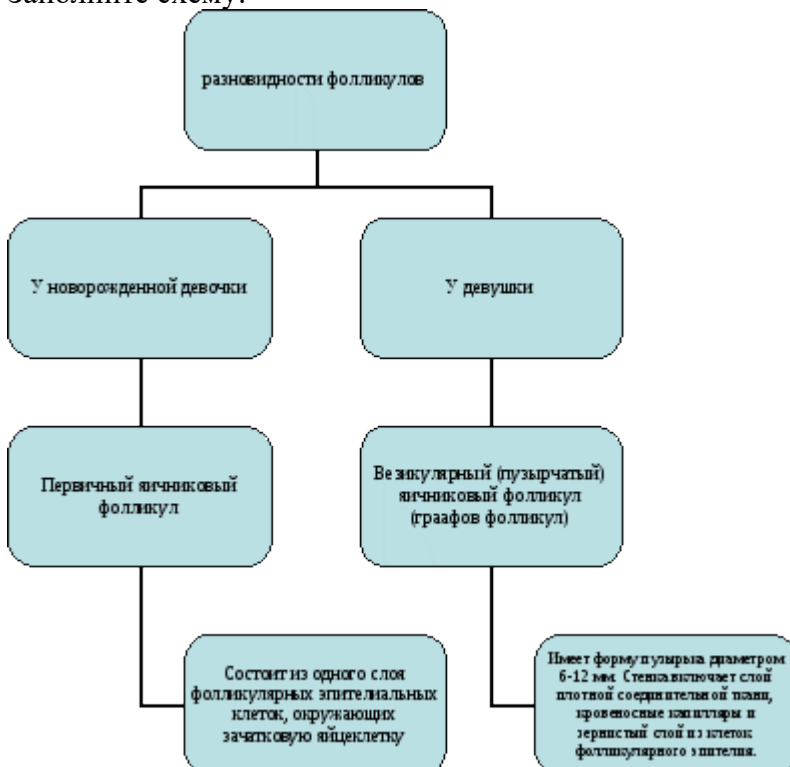 Заполните схему.
разновидности фолликулов
У новорожденной девочки
У девушки
Первичный яичниковый
фолликул
Везикулярный (пузырчатый)
яичниковый фолликул
(граафов фолликул)
Состоит из одного слоя
фолликулярных эпителиальных
клеток, окружающих
зачатковую яйцеклетку
Имеет форму пузырька диаметром
6-12 мм. Стенка включает слой
плотной соединительной ткани,
кровеносные капилляры и
зернистый слой из клеток
фолликулярного эпителия.